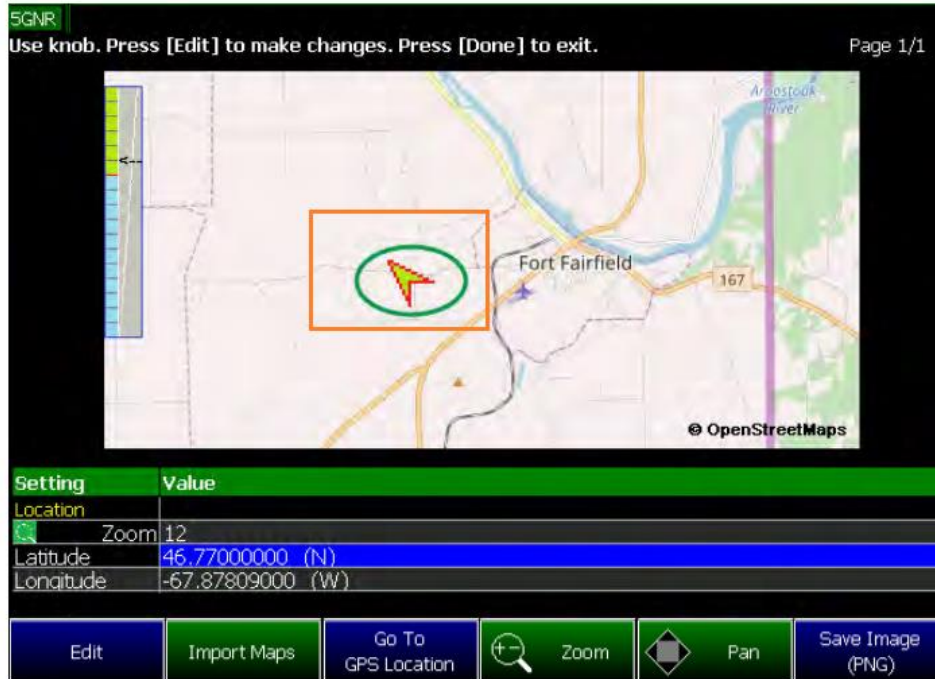 5GNR
Use knob. Press [Edit] to make changes. Press [Done] to exit. Page 1/1
Aroostook
River
<--
Fort Fairfield
167
© OpenStreetMaps
Setting Value
Location
Zoom 12
Latitude 46.77000000 (N)
Longitude -67.87809000 (W)
Edit
Import Maps
Go To
GPS Location
Zoom
Pan
Save Image
(PNG)